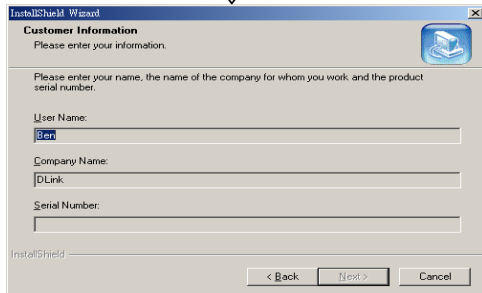 InstallShield Wizard
Customer Information
Please enter your information.
Please enter your name, the name of the company for whom you work and the product
serial number.
User Name:
Ben
Company Name:
DLink
Serial Number:
InstallShield
< Back
Next >
Cancel